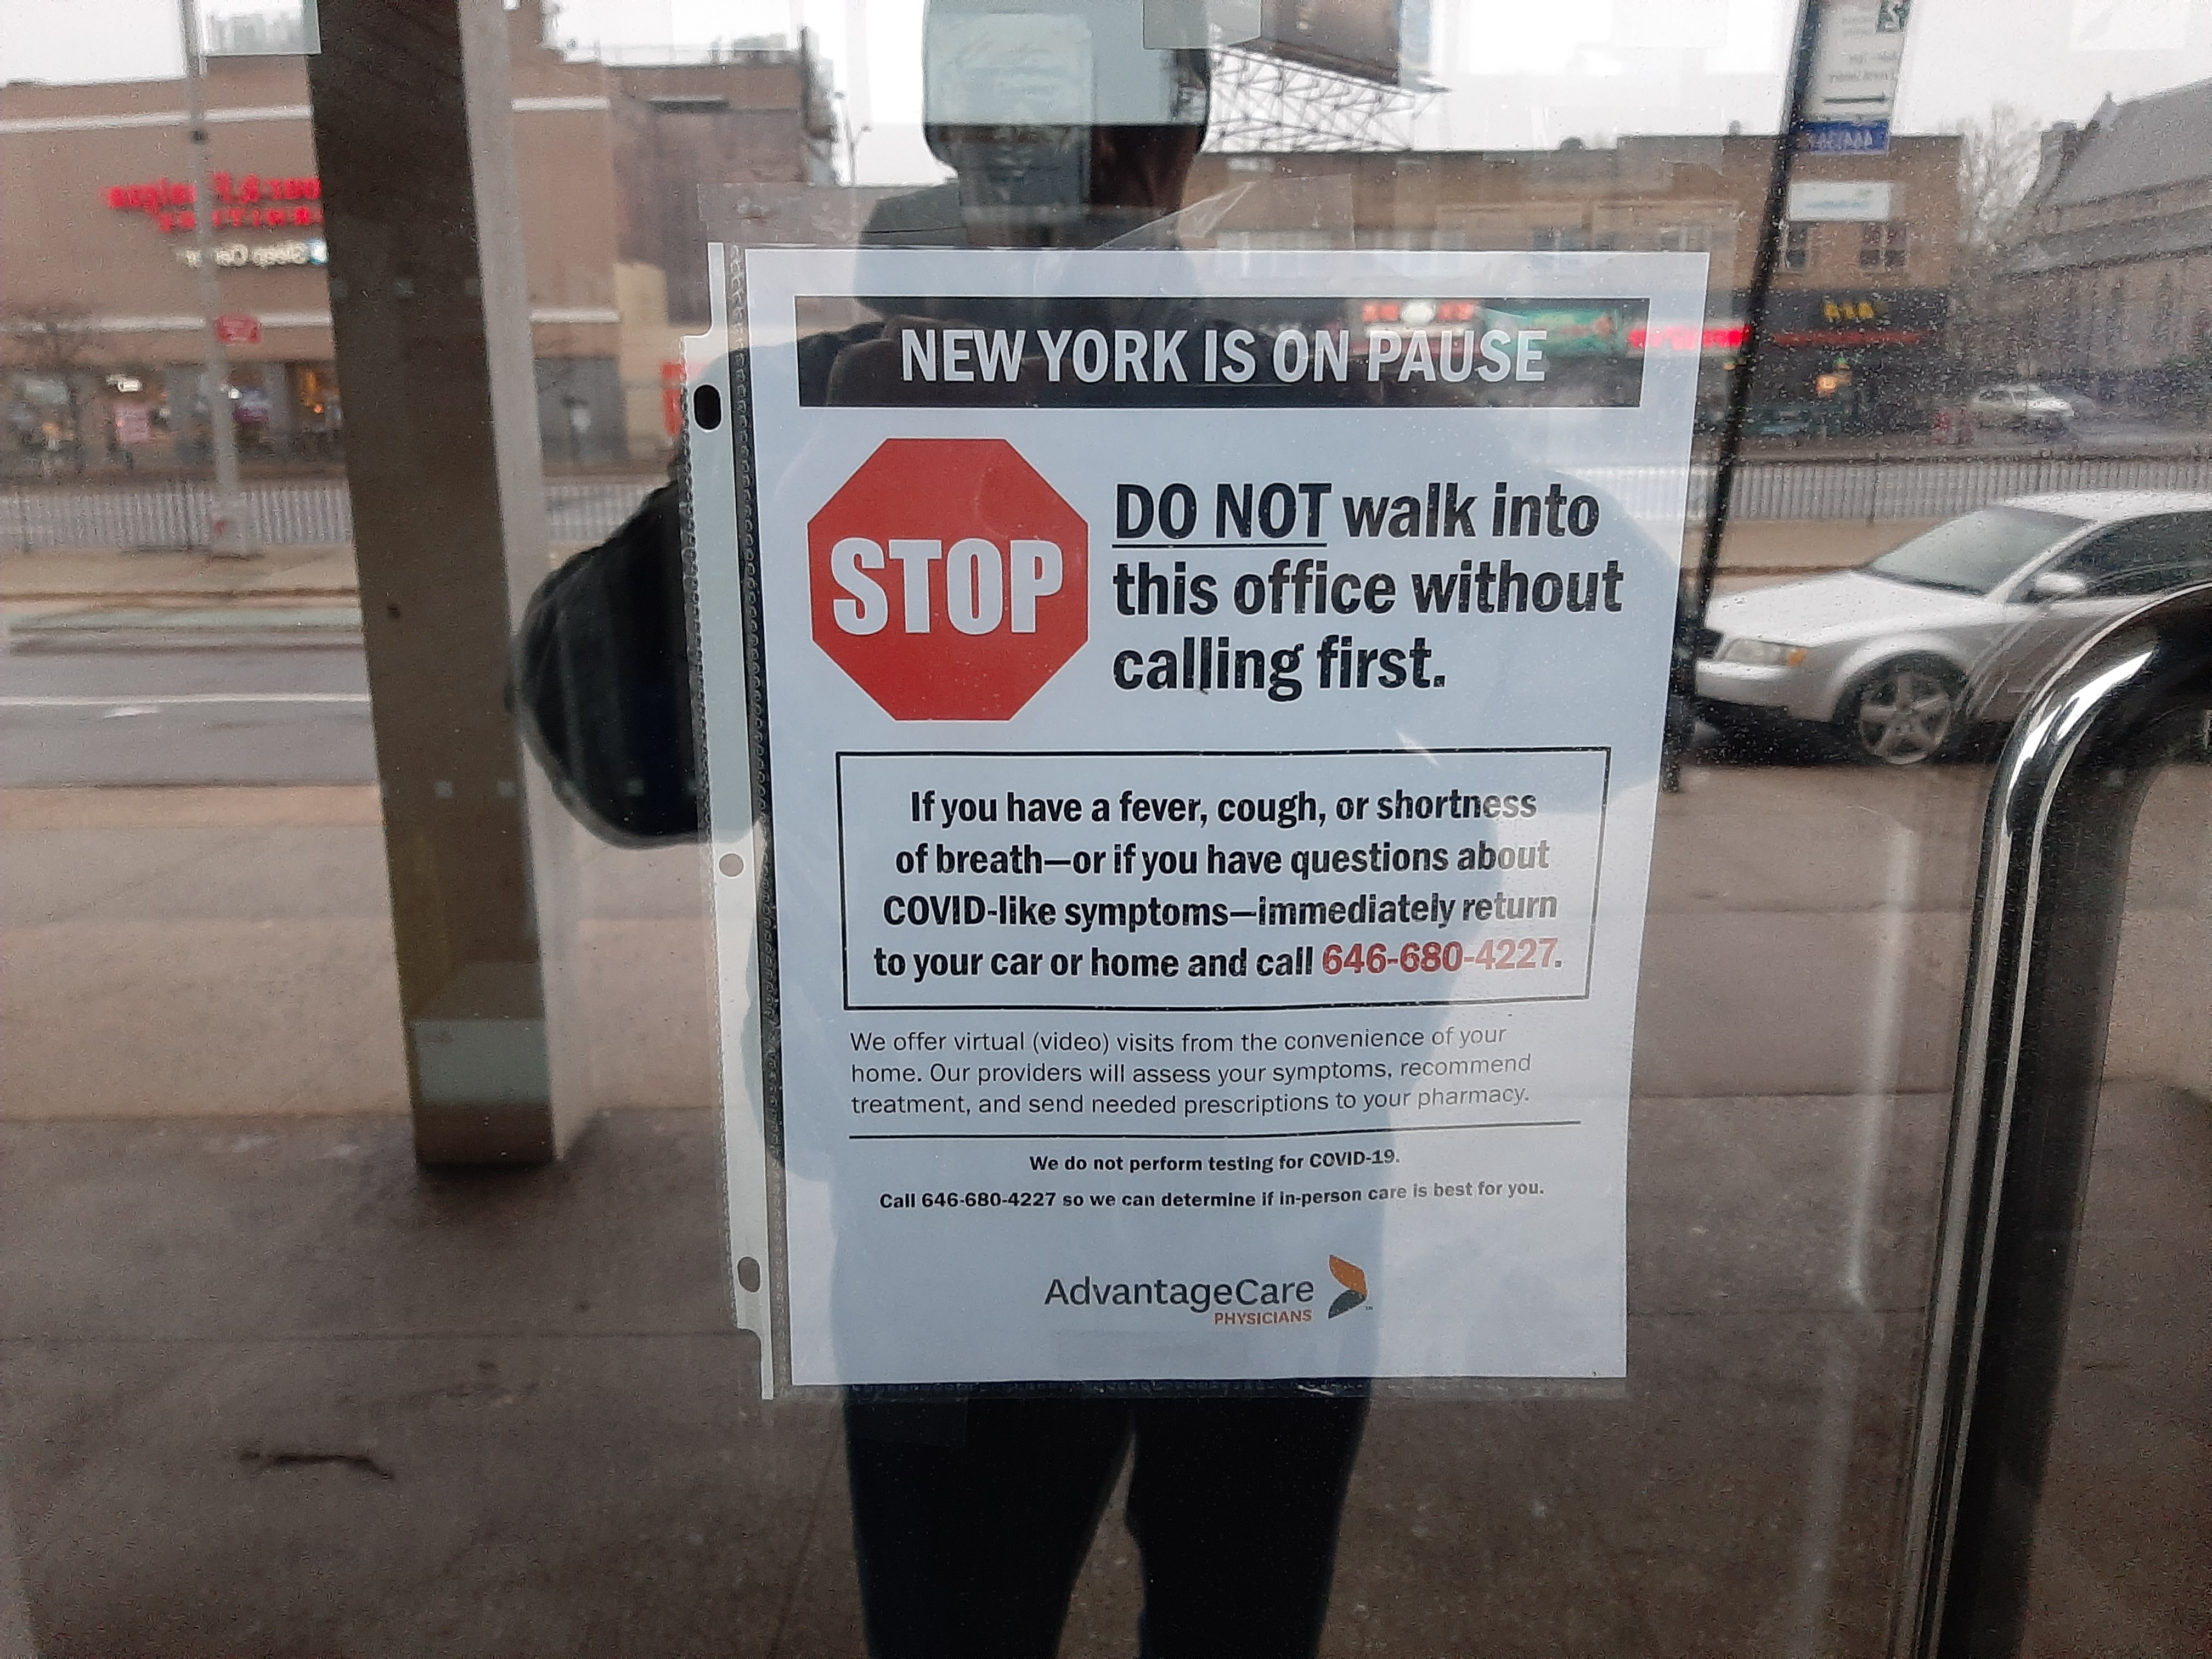 NEW YORK IS ON PAUSE
STOP
DO NOT walk into
this office without
calling first.
If you have a fever, cough, or shortness
of breath—or if you have questions about
COVID-like symptoms—immediately return
to your car or home and call 646-680-4227.
We offer virtual (video) visits from the convenience of your
home. Our providers will assess your symptoms, recommend
treatment, and send needed prescriptions to your pharmacy.
We do not perform testing for COVID-19.
Call 646-680-4227 so we can determine if in-person care is best for you.
AdvantageCare
PHYSICIANS